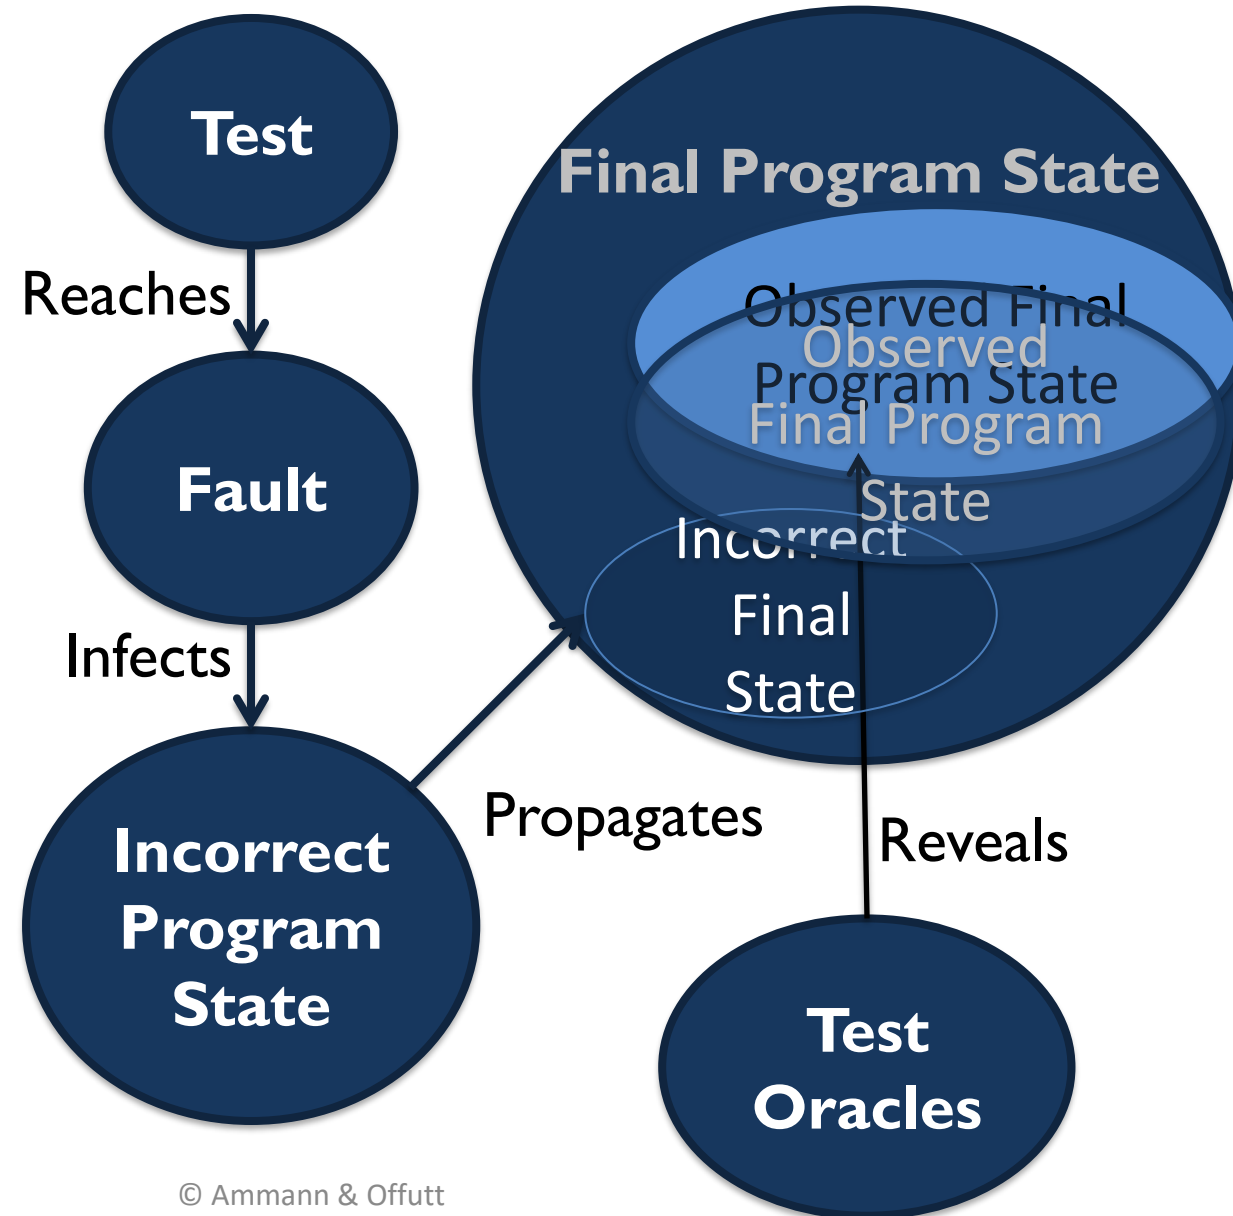 Test
Reaches
Fault
Infects
Incorrect
Program
State
Propagates
Final Program State
Observed Final
Program State
Observed
Final Program
State
Incorrect
Final
State
Reveals
Test
Oracles
© Ammann & Offutt